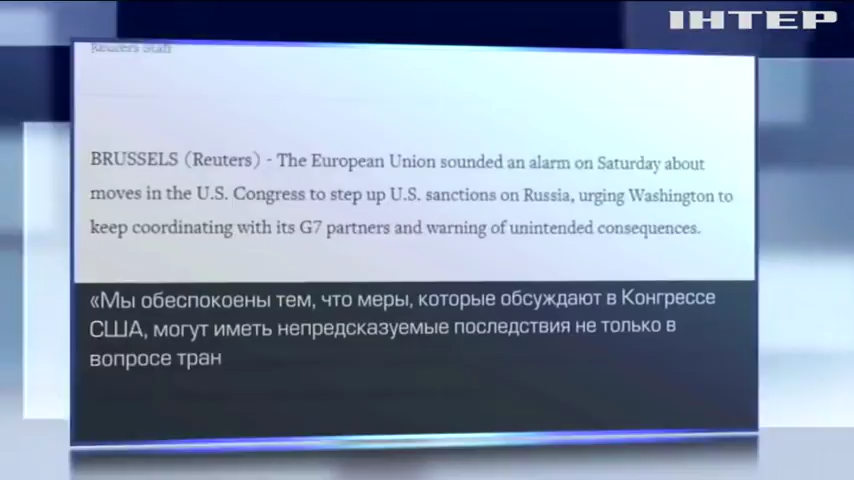 ІНТЕР
Reuters Staff
BRUSSELS (Reuters) - The European Union sounded an alarm on Saturday about
moves in the U.S. Congress to step up U.S. sanctions on Russia, urging Washington to
keep coordinating with its G7 partners and warning of unintended consequences.
«Мы обеспокоены тем, что меры, которые обсуждают в Конгрессе
США, могут иметь непредсказуемые последствия не только в
вопросе тран